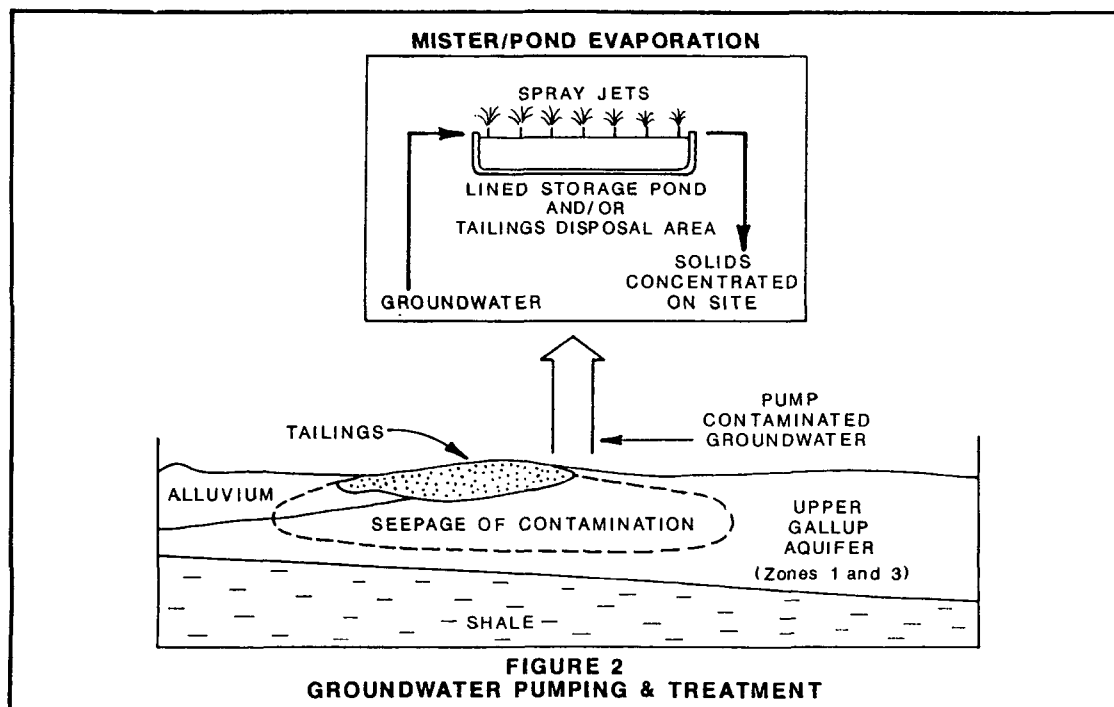 MISTER/POND EVAPORATION
SPRAY JETS
LINED STORAGE POND
AND/OR
TAILINGS DISPOSAL AREA
GROUNDWATER
SOLIDS
CONCENTRATED
ON SITE
PUMP
CONTAMINATED
GROUNDWATER
TAILINGS
ALLUVIUM
SEEPAGE OF CONTAMINATION
UPPER
GALLUP
AQUIFER
(Zones 1 and 3)
SHALE
FIGURE 2
GROUNDWATER PUMPING & TREATMENT